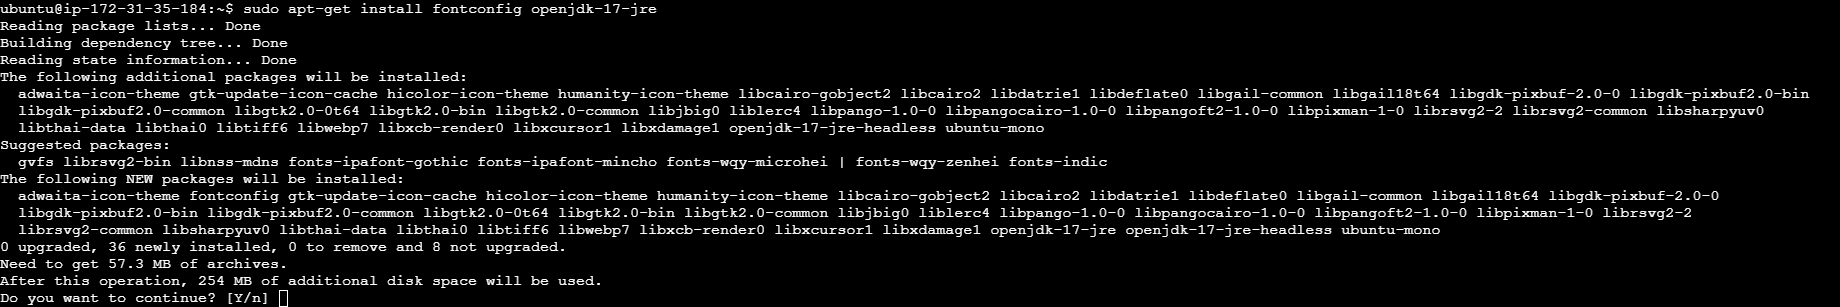 ubuntu@ip-172-31-35-184:~$ sudo apt-get install fontconfig openjdk-17-jre
Reading package lists... Done
Building dependency tree... Done
Reading state information... Done
The following additional packages will be installed:
  adwaita-icon-theme gtk-update-icon-cache hicolor-icon-theme humanity-icon-theme libcairo-gobject2 libcairo2 libdatrie1 libdeflate0 libgail-common libgail18t64 libgdk-pixbuf-2.0-0 libgdk-pixbuf2.0-bin
  libgdk-pixbuf2.0-common libgtk2.0-0t64 libgtk2.0-bin libgtk2.0-common libjbig0 liblerc4 libpango-1.0-0 libpangocairo-1.0-0 libpangoft2-1.0-0 libpixman-1-0 librsvg2-2 librsvg2-common libsharpyuv0
  libthai-data libthai0 libtiff6 libwebp7 libxcb-render0 libxcursor1 libxdamage1 openjdk-17-jre-headless ubuntu-mono
Suggested packages:
  gvfs librsvg2-bin libnss-mdns fonts-ipafont-gothic fonts-ipafont-mincho fonts-wqy-microhei | fonts-wqy-zenhei fonts-indic
The following NEW packages will be installed:
  adwaita-icon-theme fontconfig gtk-update-icon-cache hicolor-icon-theme humanity-icon-theme libcairo-gobject2 libcairo2 libdatrie1 libdeflate0 libgail-common libgail18t64 libgdk-pixbuf-2.0-0
  libgdk-pixbuf2.0-bin libgdk-pixbuf2.0-common libgtk2.0-0t64 libgtk2.0-bin libgtk2.0-common libjbig0 liblerc4 libpango-1.0-0 libpangocairo-1.0-0 libpangoft2-1.0-0 libpixman-1-0 librsvg2-2
  librsvg2-common libsharpyuv0 libthai-data libthai0 libtiff6 libwebp7 libxcb-render0 libxcursor1 libxdamage1 openjdk-17-jre openjdk-17-jre-headless ubuntu-mono
0 upgraded, 36 newly installed, 0 to remove and 8 not upgraded.
Need to get 57.3 MB of archives.
After this operation, 254 MB of additional disk space will be used.
Do you want to continue? [Y/n]